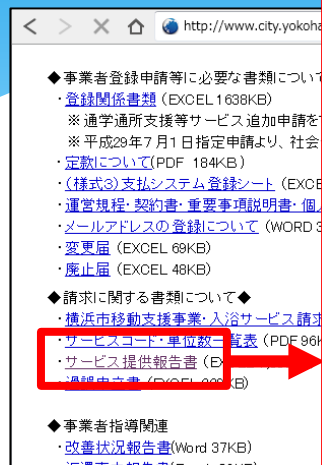 http://www.city.yokoha
◆事業者登録申請等に必要な書類につい
・登録関係書類 (EXCEL 1638KB)
※通学通所支援等サービス追加申請を
※平成29年7月1日指定申請より、社会
・定款について(PDF 184KB)
・(様式3)支払システム登録シート (EXCE
・運営規程・契約書・重要事項説明書・個
・メールアドレスの登録について (WORD 3
・変更届 (EXCEL 69KB)
・廃止届 (EXCEL 48KB)
◆請求に関する書類について◆
・横浜市移動支援事業・入浴サービス請求
・サービスコード・単位数一覧表 (PDF 96K
・サービス提供報告書 (E
・過誤申立書 (EXCEL KB)
◆事業者指導関連
・改善状況報告書(Word 37KB)